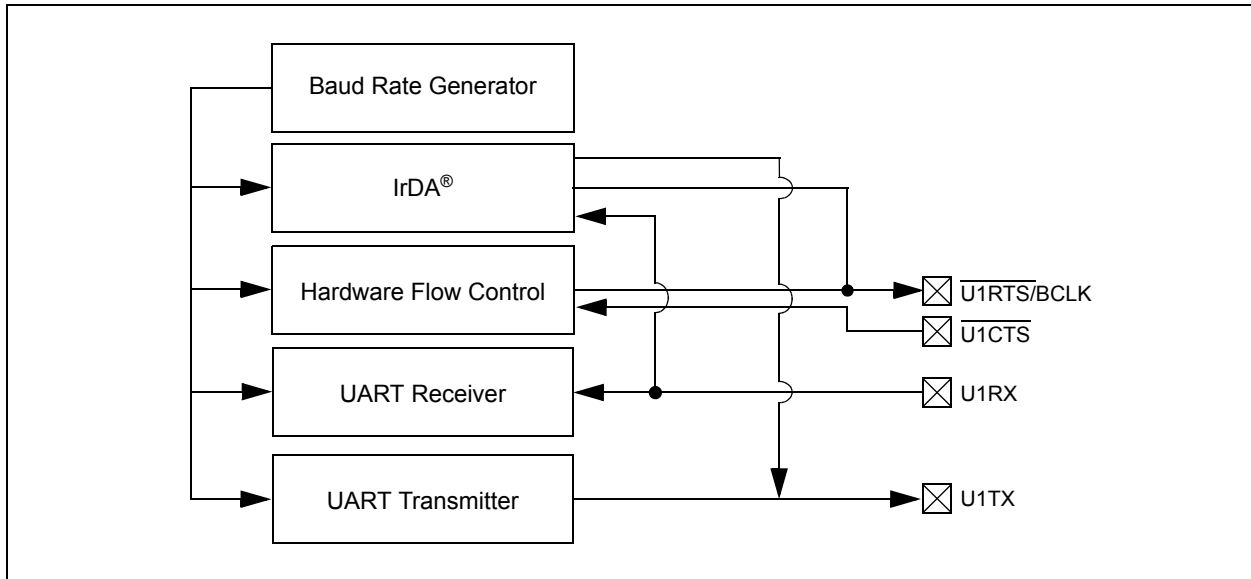 Baud Rate Generator
IrDA®
Hardware Flow Control
U1RTS/BCLK
U1CTS
UART Receiver
U1RX
UART Transmitter
U1TX